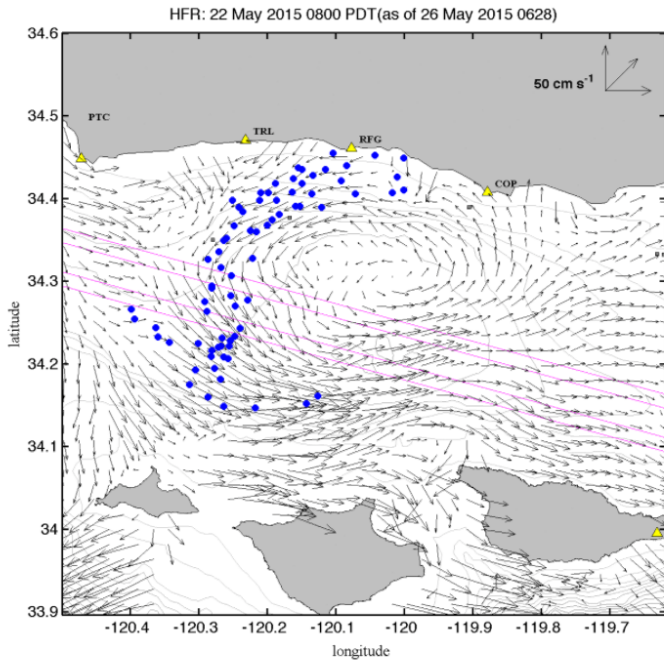 HFR: 22 May 2015 0800 PDT(as of 26 May 2015 0628)
34.6
50 cm s⁻¹
34.5
PTC
TRL
RFG
34.4
COP
34.3
latitude
34.2
34.1
34
33.9
-120.4 -120.3 -120.2 -120.1 -120 -119.9 -119.8 -119.7
longitude